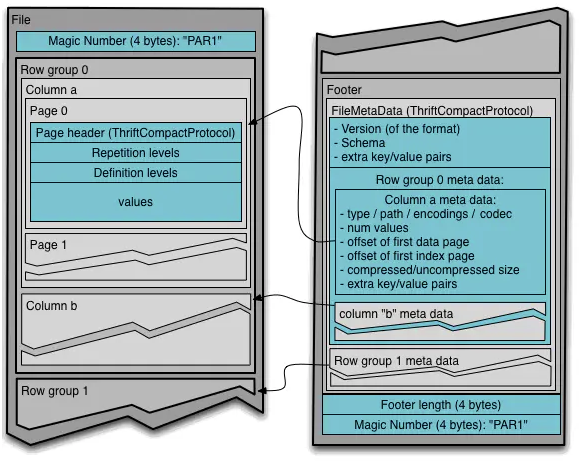 File
Magic Number (4 bytes): "PAR1"
Row group 0
Column a
Page 0
Page header (ThriftCompactProtocol)
Repetition levels
Definition levels
values
Page 1
Column b
Row group 1
Footer
FileMetaData (ThriftCompactProtocol)
- Version (of the format)
- Schema
- extra key/value pairs
Row group 0 meta data:
Column a meta data:
- type / path / encodings / codec
- num values
- offset of first data page
- offset of first index page
- compressed/uncompressed size
- extra key/value pairs
column "b" meta data
Row group 1 meta data
Footer length (4 bytes)
Magic Number (4 bytes): "PAR1"